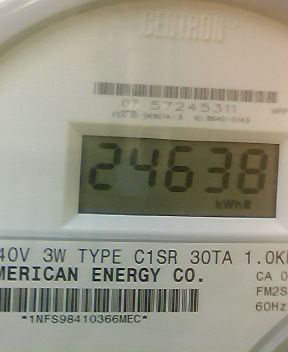 CENTRON
07 57245311
24638
kWh
40V 3W TYPE C1SR 30TA 1.0K
MERICAN ENERGY CO.
CA 0
FM2S
60Hz
*1NFS98410366MEC*